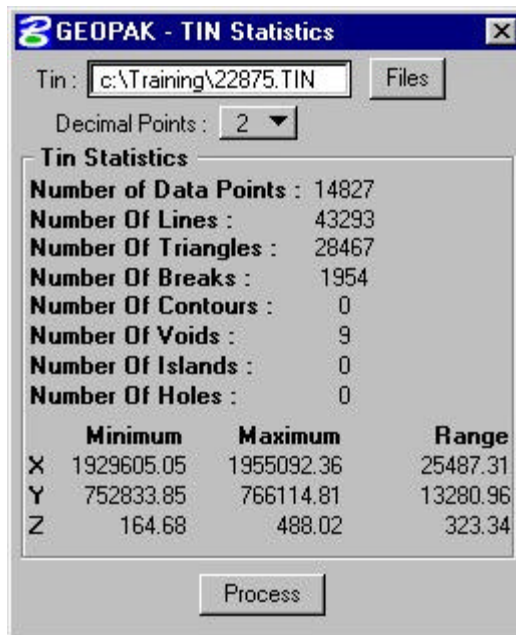 GEOPAK - TIN Statistics
Tin : c:\Training\22875.TIN Files
Decimal Points : 2
Tin Statistics
Number of Data Points : 14827
Number Of Lines : 43293
Number Of Triangles : 28467
Number Of Breaks : 1954
Number Of Contours : 0
Number Of Voids : 9
Number Of Islands : 0
Number Of Holes : 0
Minimum Maximum Range
X 1929605.05 1955092.36 25487.31
Y 752833.85 766114.81 13280.96
Z 164.68 488.02 323.34
Process